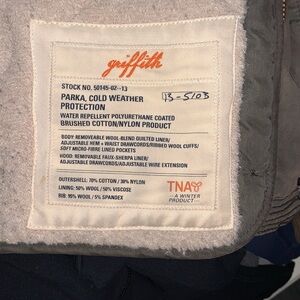 griffith
STOCK NO. 50145-02--13
PARKA, COLD WEATHER
PROTECTION
WATER REPELLENT POLYURETHANE COATED
BRUSHED COTTON/NYLON PRODUCT
BODY: REMOVEABLE WOOL-BLEND QUILTED LINER/
ADJUSTABLE HEM + WAIST DRAWCORDS/RIBBED WOOL CUFFS/
SOFT MICRO-FIBRE LINED POCKETS
HOOD: REMOVABLE FAUX-SHERPA LINER/
ADJUSTABLE DRAWCORDS/ADJUSTABLE WIRE EXTENSION
OUTERSHELL: 70% COTTON / 30% NYLON
LINING: 50% WOOL / 50% VISCOSE
RIB: 95% WOOL / 5% SPANDEX
TNA
A WINTER
PRODUCT